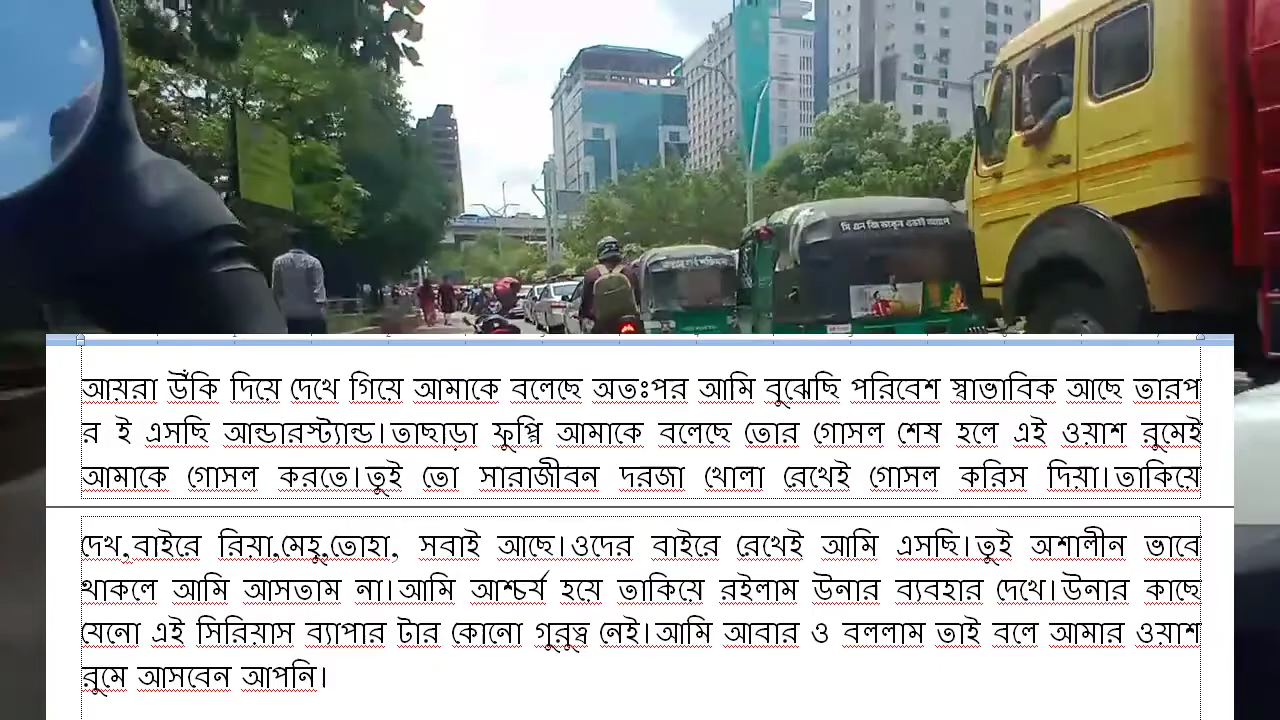 সি এন জি ভাবুন একটা অ্যাপে
আয়রা উঁকি দিয়ে দেখে গিয়ে আমাকে বলেছে অতঃপর আমি বুঝেছি পরিবেশ স্বাভাবিক আছে তারপ
র ই এসছি আন্ডারস্ট্যান্ড।তাছাড়া ফুপ্পি আমাকে বলেছে তোর গোসল শেষ হলে এই ওয়াশ রুমেই
আমাকে গোসল করতে।তুই তো সারাজীবন দরজা খোলা রেখেই গোসল করিস দিয়া।তাকিয়ে
দেখ,বাইরে রিয়া,মেহু,তোহা, সবাই আছে।ওদের বাইরে রেখেই আমি এসছি।তুই অশালীন ভাবে
থাকলে আমি আসতাম না।আমি আশ্চর্য হয়ে তাকিয়ে রইলাম উনার ব্যবহার দেখে।উনার কাছে
যেনো এই সিরিয়াস ব্যাপার টার কোনো গুরুত্ব নেই।আমি আবার ও বললাম তাই বলে আমার ওয়াশ
রুমে আসবেন আপনি।